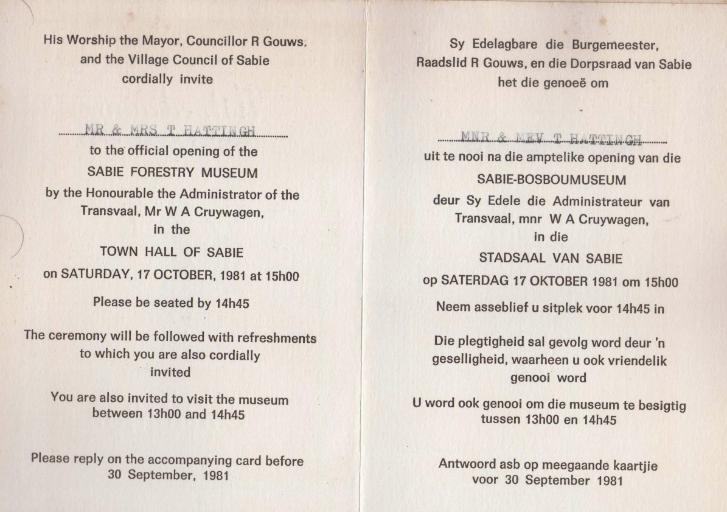 His Worship the Mayor, Councillor R Gouws,
and the Village Council of Sabie
cordially invite
MR & MRS T HATTINGH
to the official opening of the
SABIE FORESTRY MUSEUM
by the Honourable the Administrator of the
Transvaal, Mr W A Cruywagen,
in the
TOWN HALL OF SABIE
on SATURDAY, 17 OCTOBER, 1981 at 15h00
Please be seated by 14h45
The ceremony will be followed with refreshments
to which you are also cordially
invited
You are also invited to visit the museum
between 13h00 and 14h45
Please reply on the accompanying card before
30 September, 1981
Sy Edelagbare die Burgemeester,
Raadslid R Gouws, en die Dorpsraad van Sabie
het die genoeë om
MNR & MEV T HATTINGH
uit te nooi na die amptelike opening van die
SABIE-BOSBOUMUSEUM
deur Sy Edele die Administrateur van
Transvaal, mnr W A Cruywagen,
in die
STADSAAL VAN SABIE
op SATERDAG 17 OKTOBER 1981 om 15h00
Neem asseblief u sitplek voor 14h45 in
Die plegtigheid sal gevolg word deur 'n
geselligheid, waarheen u ook vriendelik
genooi word
U word ook genooi om die museum te besigtig
tussen 13h00 en 14h45
Antwoord asb op meegaande kaartjie
voor 30 September 1981